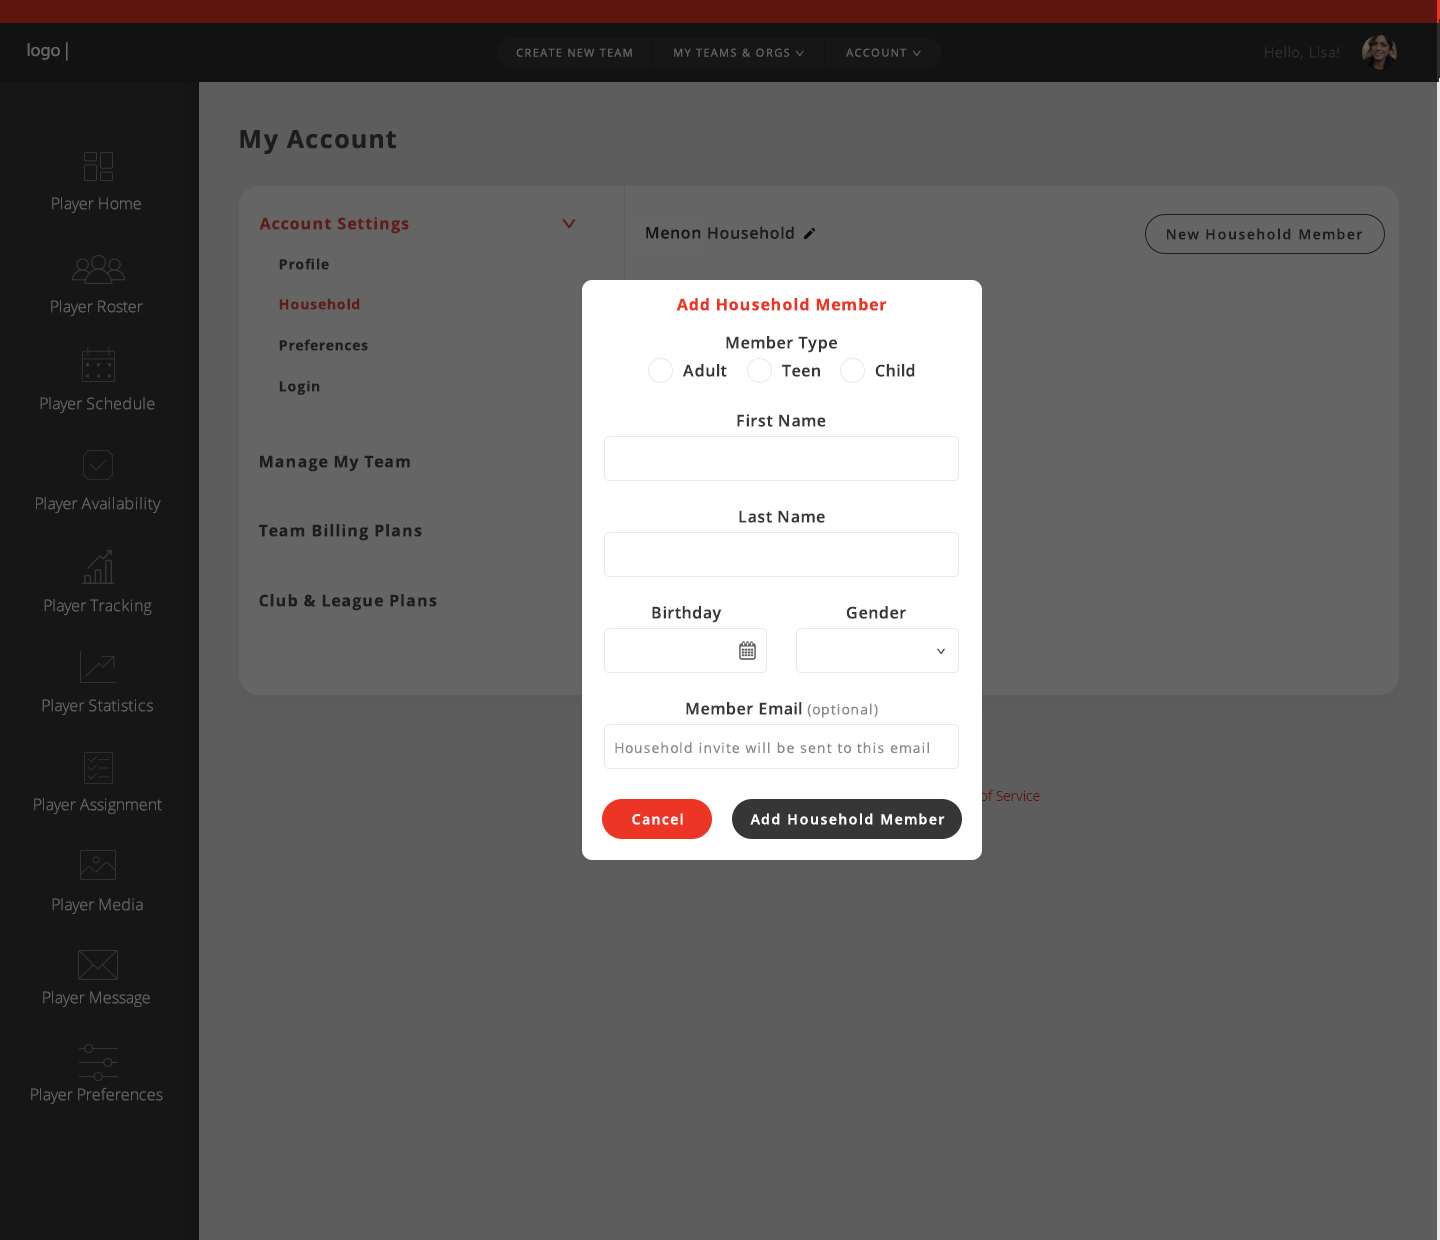 logo |
CREATE NEW TEAM
MY TEAMS & ORGS
ACCOUNT
Hello, Lisa!
Player Home
Player Roster
Player Schedule
Player Availability
Player Tracking
Player Statistics
Player Assignment
Player Media
Player Message
Player Preferences
My Account
Account Settings
Profile
Household
Preferences
Login
Manage My Team
Team Billing Plans
Club & League Plans
Menon Household
New Household Member
Add Household Member
Member Type
Adult Teen Child
First Name
Last Name
Birthday Gender
Member Email (optional)
Household invite will be sent to this email
Cancel Add Household Member
of Service